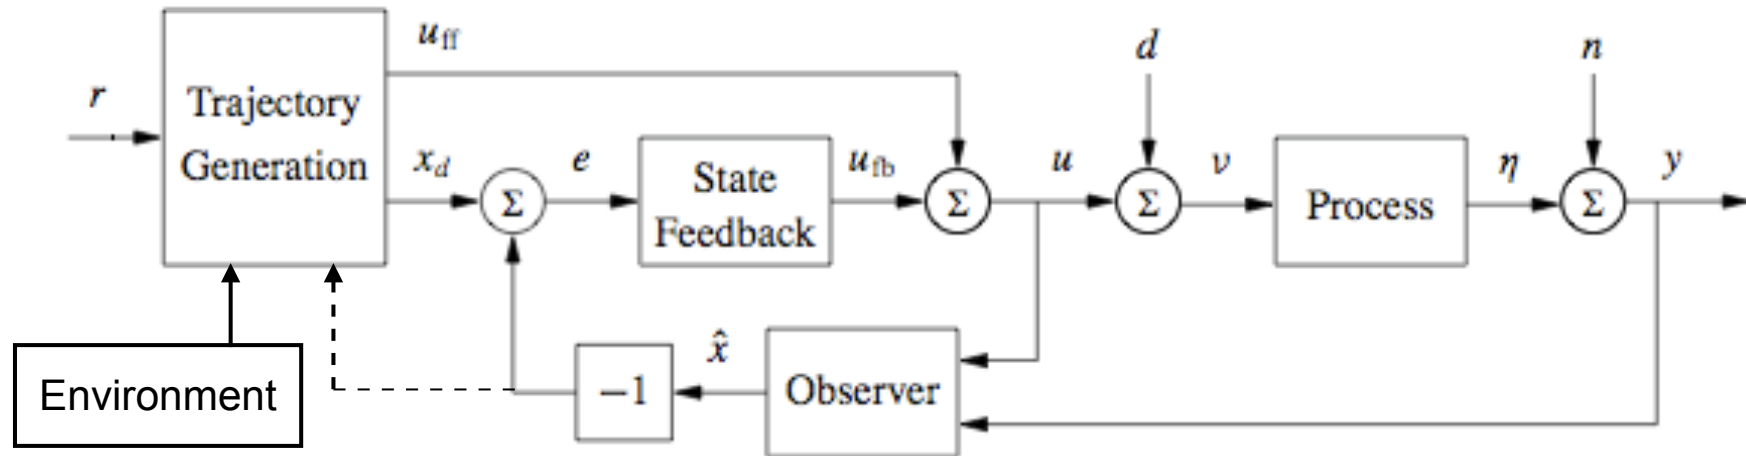 r
Trajectory
Generation
u_ff
x_d
Σ
e
State
Feedback
u_fb
Σ
u
d
Σ
ν
Process
η
n
Σ
y
Environment
−1
x̂
Observer